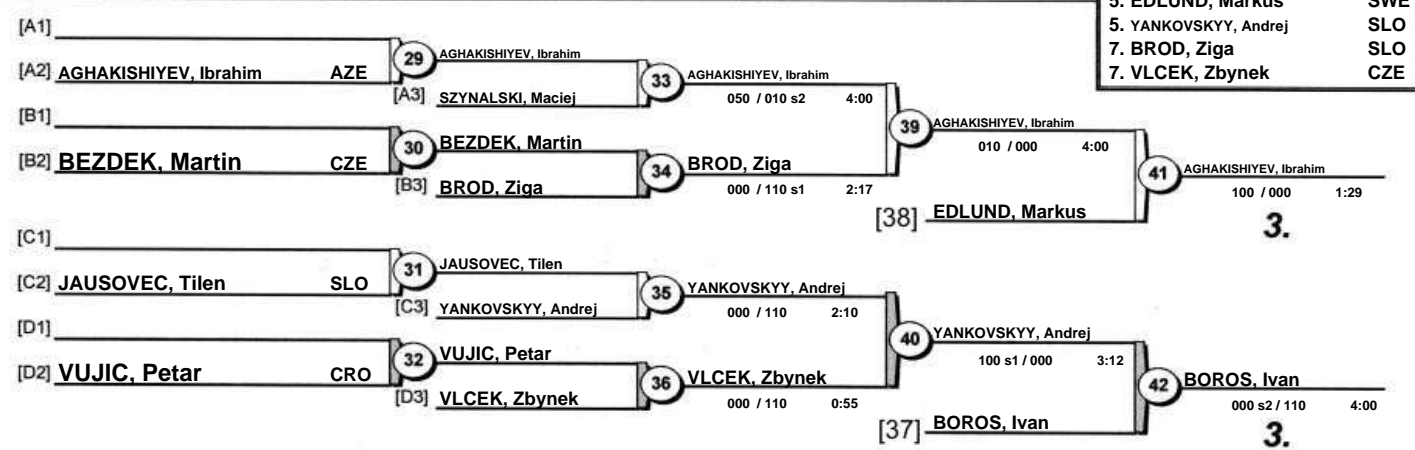 5. EDLUND, Markus SWE
5. YANKOVSKYY, Andrej SLO
7. BROD, Ziga SLO
7. VLCEK, Zbynek CZE
[A1]
[A2] AGHAKISHIYEV, Ibrahim AZE
29
AGHAKISHIYEV, Ibrahim
[A3] SZYNALSKI, Maciej
33
AGHAKISHIYEV, Ibrahim
050 / 010 s2 4:00
[B1]
[B2] BEZDEK, Martin CZE
30
BEZDEK, Martin
[B3] BROD, Ziga
34
BROD, Ziga
000 / 110 s1 2:17
39
AGHAKISHIYEV, Ibrahim
010 / 000 4:00
[38] EDLUND, Markus
41
AGHAKISHIYEV, Ibrahim
100 / 000 1:29
3.
[C1]
[C2] JAUSOVEC, Tilen SLO
31
JAUSOVEC, Tilen
[C3] YANKOVSKYY, Andrej
35
YANKOVSKYY, Andrej
000 / 110 2:10
[D1]
[D2] VUJIC, Petar CRO
32
VUJIC, Petar
[D3] VLCEK, Zbynek
36
VLCEK, Zbynek
000 / 110 0:55
40
YANKOVSKYY, Andrej
100 s1 / 000 3:12
[37] BOROS, Ivan
42
BOROS, Ivan
000 s2 / 110 4:00
3.